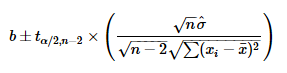 b ± t_{α/2,n−2} × ( √n σ̂ / √(n−2) √(∑(x_i − x̄)²) )